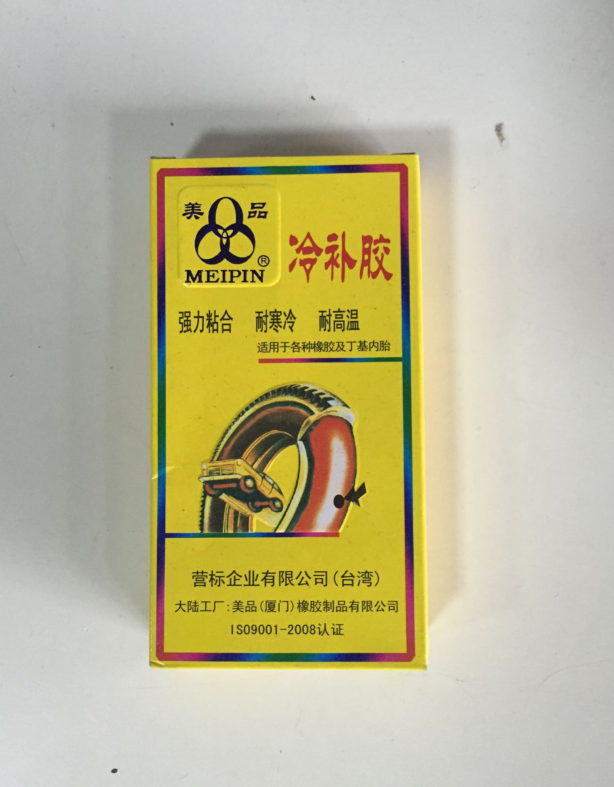 美品
®
MEIPIN
冷补胶
强力粘合 耐寒冷 耐高温
适用于各种橡胶及丁基内胎
营标企业有限公司(台湾)
大陆工厂:美品(厦门)橡胶制品有限公司
ISO9001-2008认证